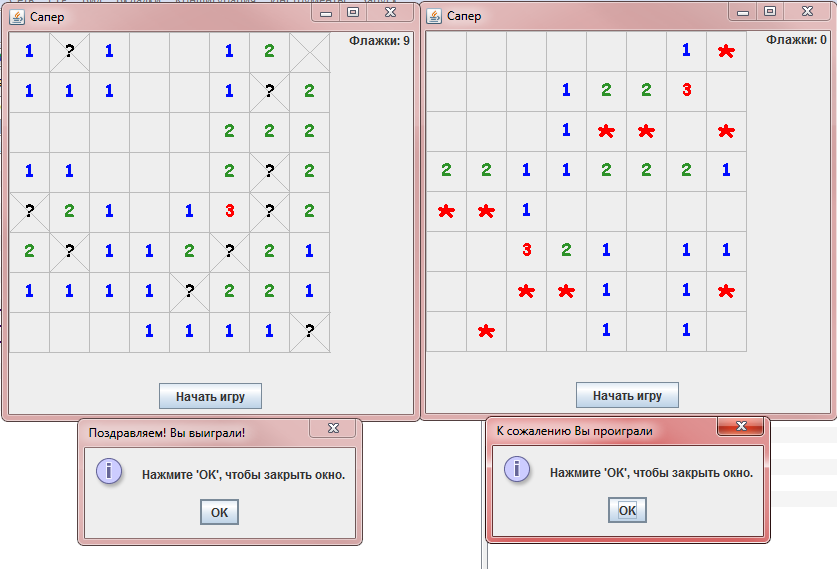 Сапер
Флажки: 9
1 ? 1 1 2
1 1 1 1 ? 2
2 2 2
1 1 2 ? 2
? 2 1 1 3 ? 2
2 ? 1 1 2 ? 2 1
1 1 1 1 ? 2 2 1
1 1 1 1 ?
Начать игру
Поздравляем! Вы выиграли!
Нажмите 'OK', чтобы закрыть окно.
OK
Сапер
Флажки: 0
1 *
1 2 2 3
1 * * *
2 2 1 1 2 2 2 1
* * 1
3 2 1 1 1
* * 1 1 *
* 1 1
Начать игру
К сожалению Вы проиграли
Нажмите 'OK', чтобы закрыть окно.
OK